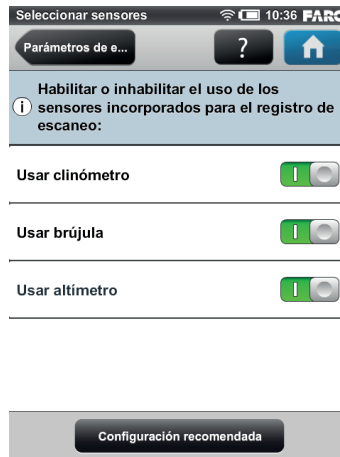 Seleccionar sensores 10:36 FARO
Parámetros de e... ?
Habilitar o inhabilitar el uso de los
i sensores incorporados para el registro de
escaneo:
Usar clinómetro
Usar brújula
Usar altímetro
Configuración recomendada